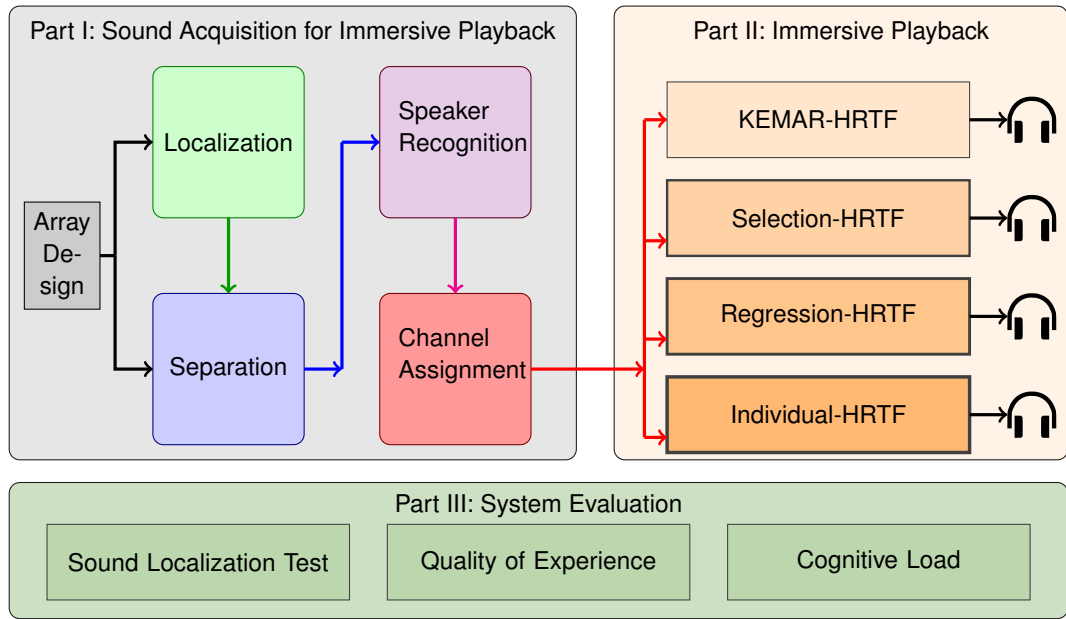 Part I: Sound Acquisition for Immersive Playback
Localization
Speaker
Recognition
Array
De-
sign
Separation
Channel
Assignment
Part II: Immersive Playback
KEMAR-HRTF
Selection-HRTF
Regression-HRTF
Individual-HRTF
Part III: System Evaluation
Sound Localization Test
Quality of Experience
Cognitive Load